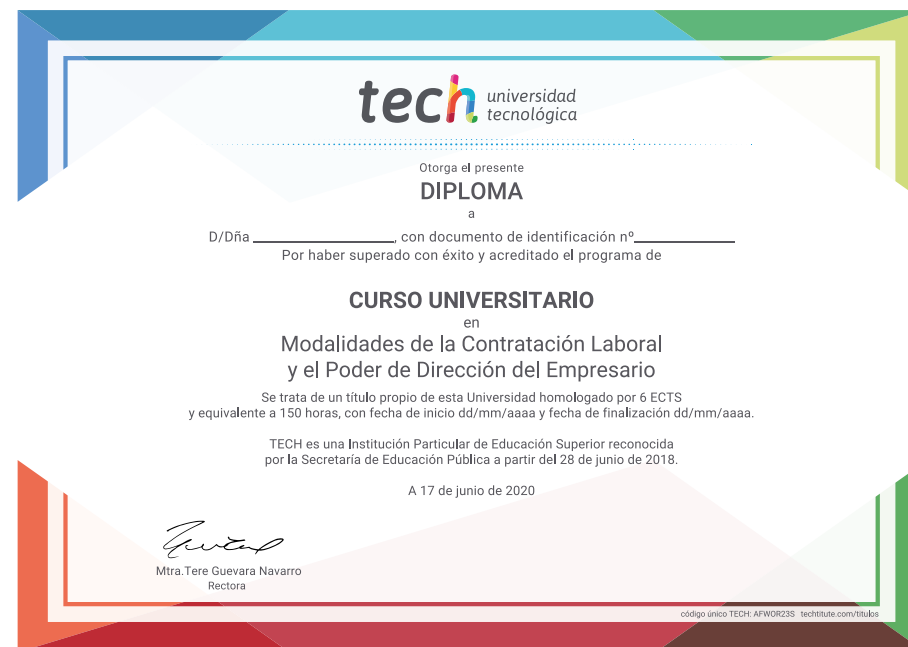 tech universidad
tecnológica
Otorga el presente
DIPLOMA
a
D/Dña ____________________, con documento de identificación nº______________
Por haber superado con éxito y acreditado el programa de
CURSO UNIVERSITARIO
en
Modalidades de la Contratación Laboral
y el Poder de Dirección del Empresario
Se trata de un título propio de esta Universidad homologado por 6 ECTS
y equivalente a 150 horas, con fecha de inicio dd/mm/aaaa y fecha de finalización dd/mm/aaaa.
TECH es una Institución Particular de Educación Superior reconocida
por la Secretaría de Educación Pública a partir del 28 de junio de 2018.
A 17 de junio de 2020
Mtra.Tere Guevara Navarro
Rectora
código único TECH: AFWOR23S techtitute.com/titulos